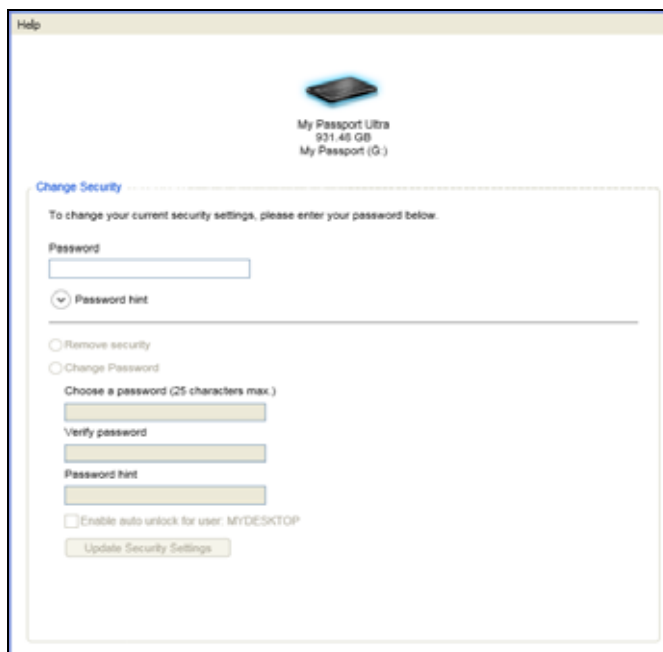 Help
My Passport Ultra
931.46 GB
My Passport (G:)
Change Security
To change your current security settings, please enter your password below.
Password
Password hint
Remove security
Change Password
Choose a password (25 characters max.)
Verify password
Password hint
Enable auto unlock for user: MYDESKTOP
Update Security Settings